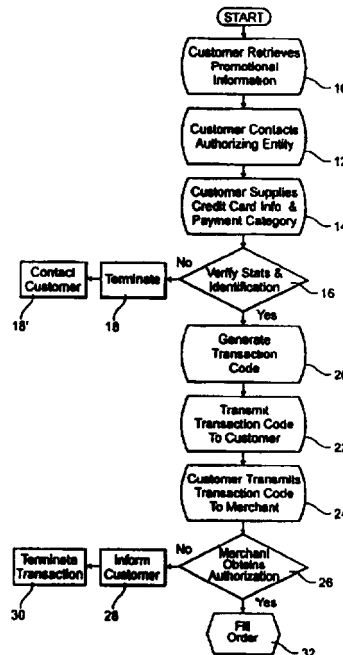 START
Customer Retrieves
Promotional
Information
10
Customer Contacts
Authorizing Entity
12
Customer Supplies
Credit Card Info &
Payment Category
14
Contact
Customer
18'
Terminate
18
No
Verify Stats &
Identification
16
Yes
Generate
Transaction
Code
20
Transmit
Transaction Code
To Customer
22
Customer Transmits
Transaction Code
To Merchant
24
Terminate
Transaction
30
Inform
Customer
28
No
Merchant
Obtains
Authorization
26
Yes
Fill
Order
32